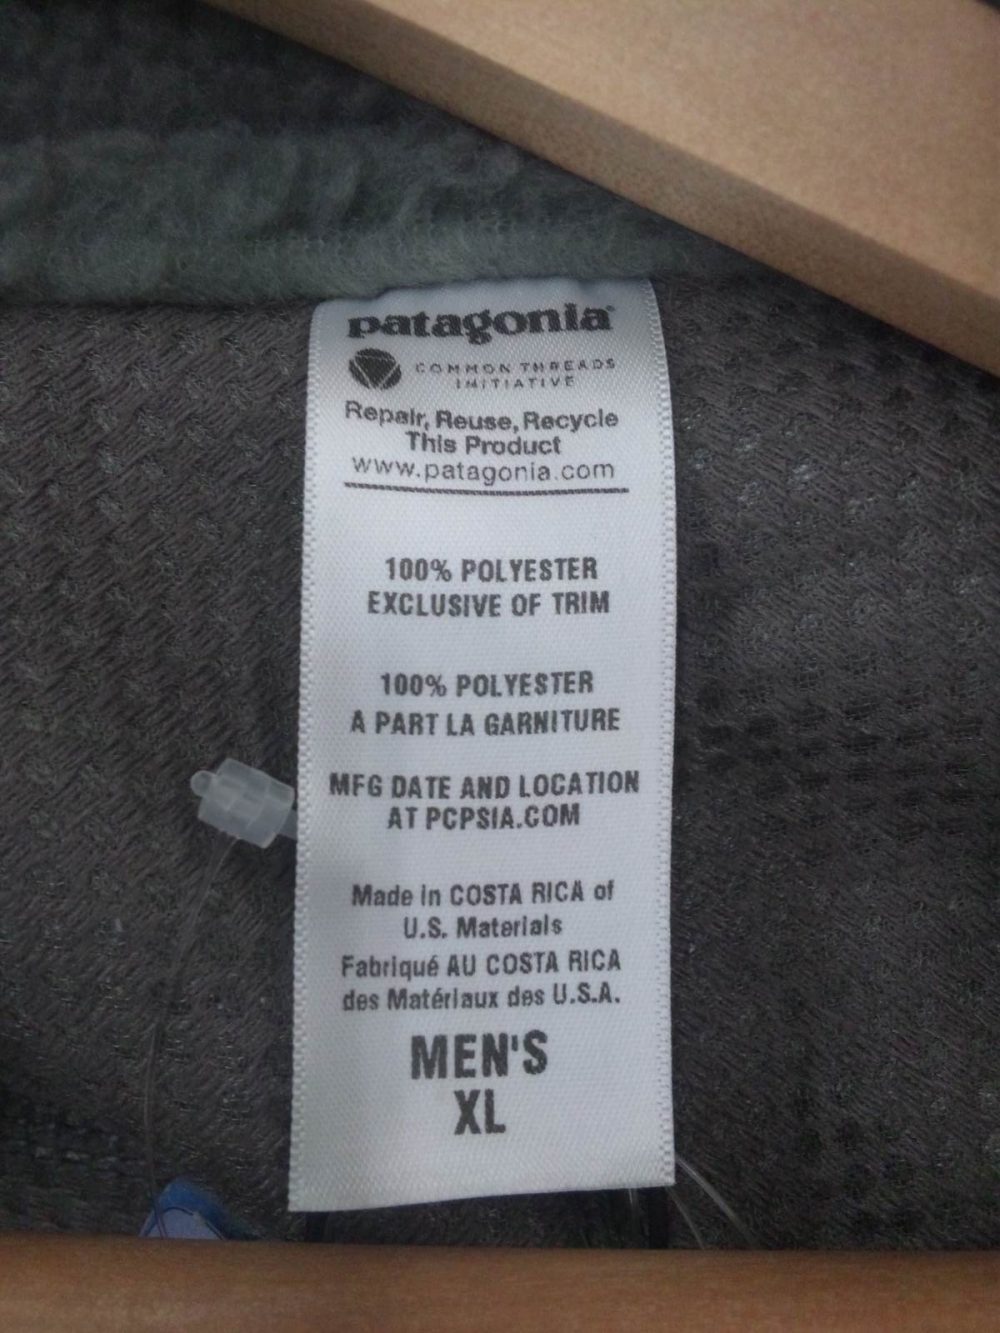 patagonia®
COMMON THREADS
INITIATIVE
Repair, Reuse, Recycle
This Product
www.patagonia.com
100% POLYESTER
EXCLUSIVE OF TRIM
100% POLYESTER
A PART LA GARNITURE
MFG DATE AND LOCATION
AT PCPSIA.COM
Made in COSTA RICA of
U.S. Materials
Fabriqué AU COSTA RICA
des Matériaux des U.S.A.
MEN'S
XL